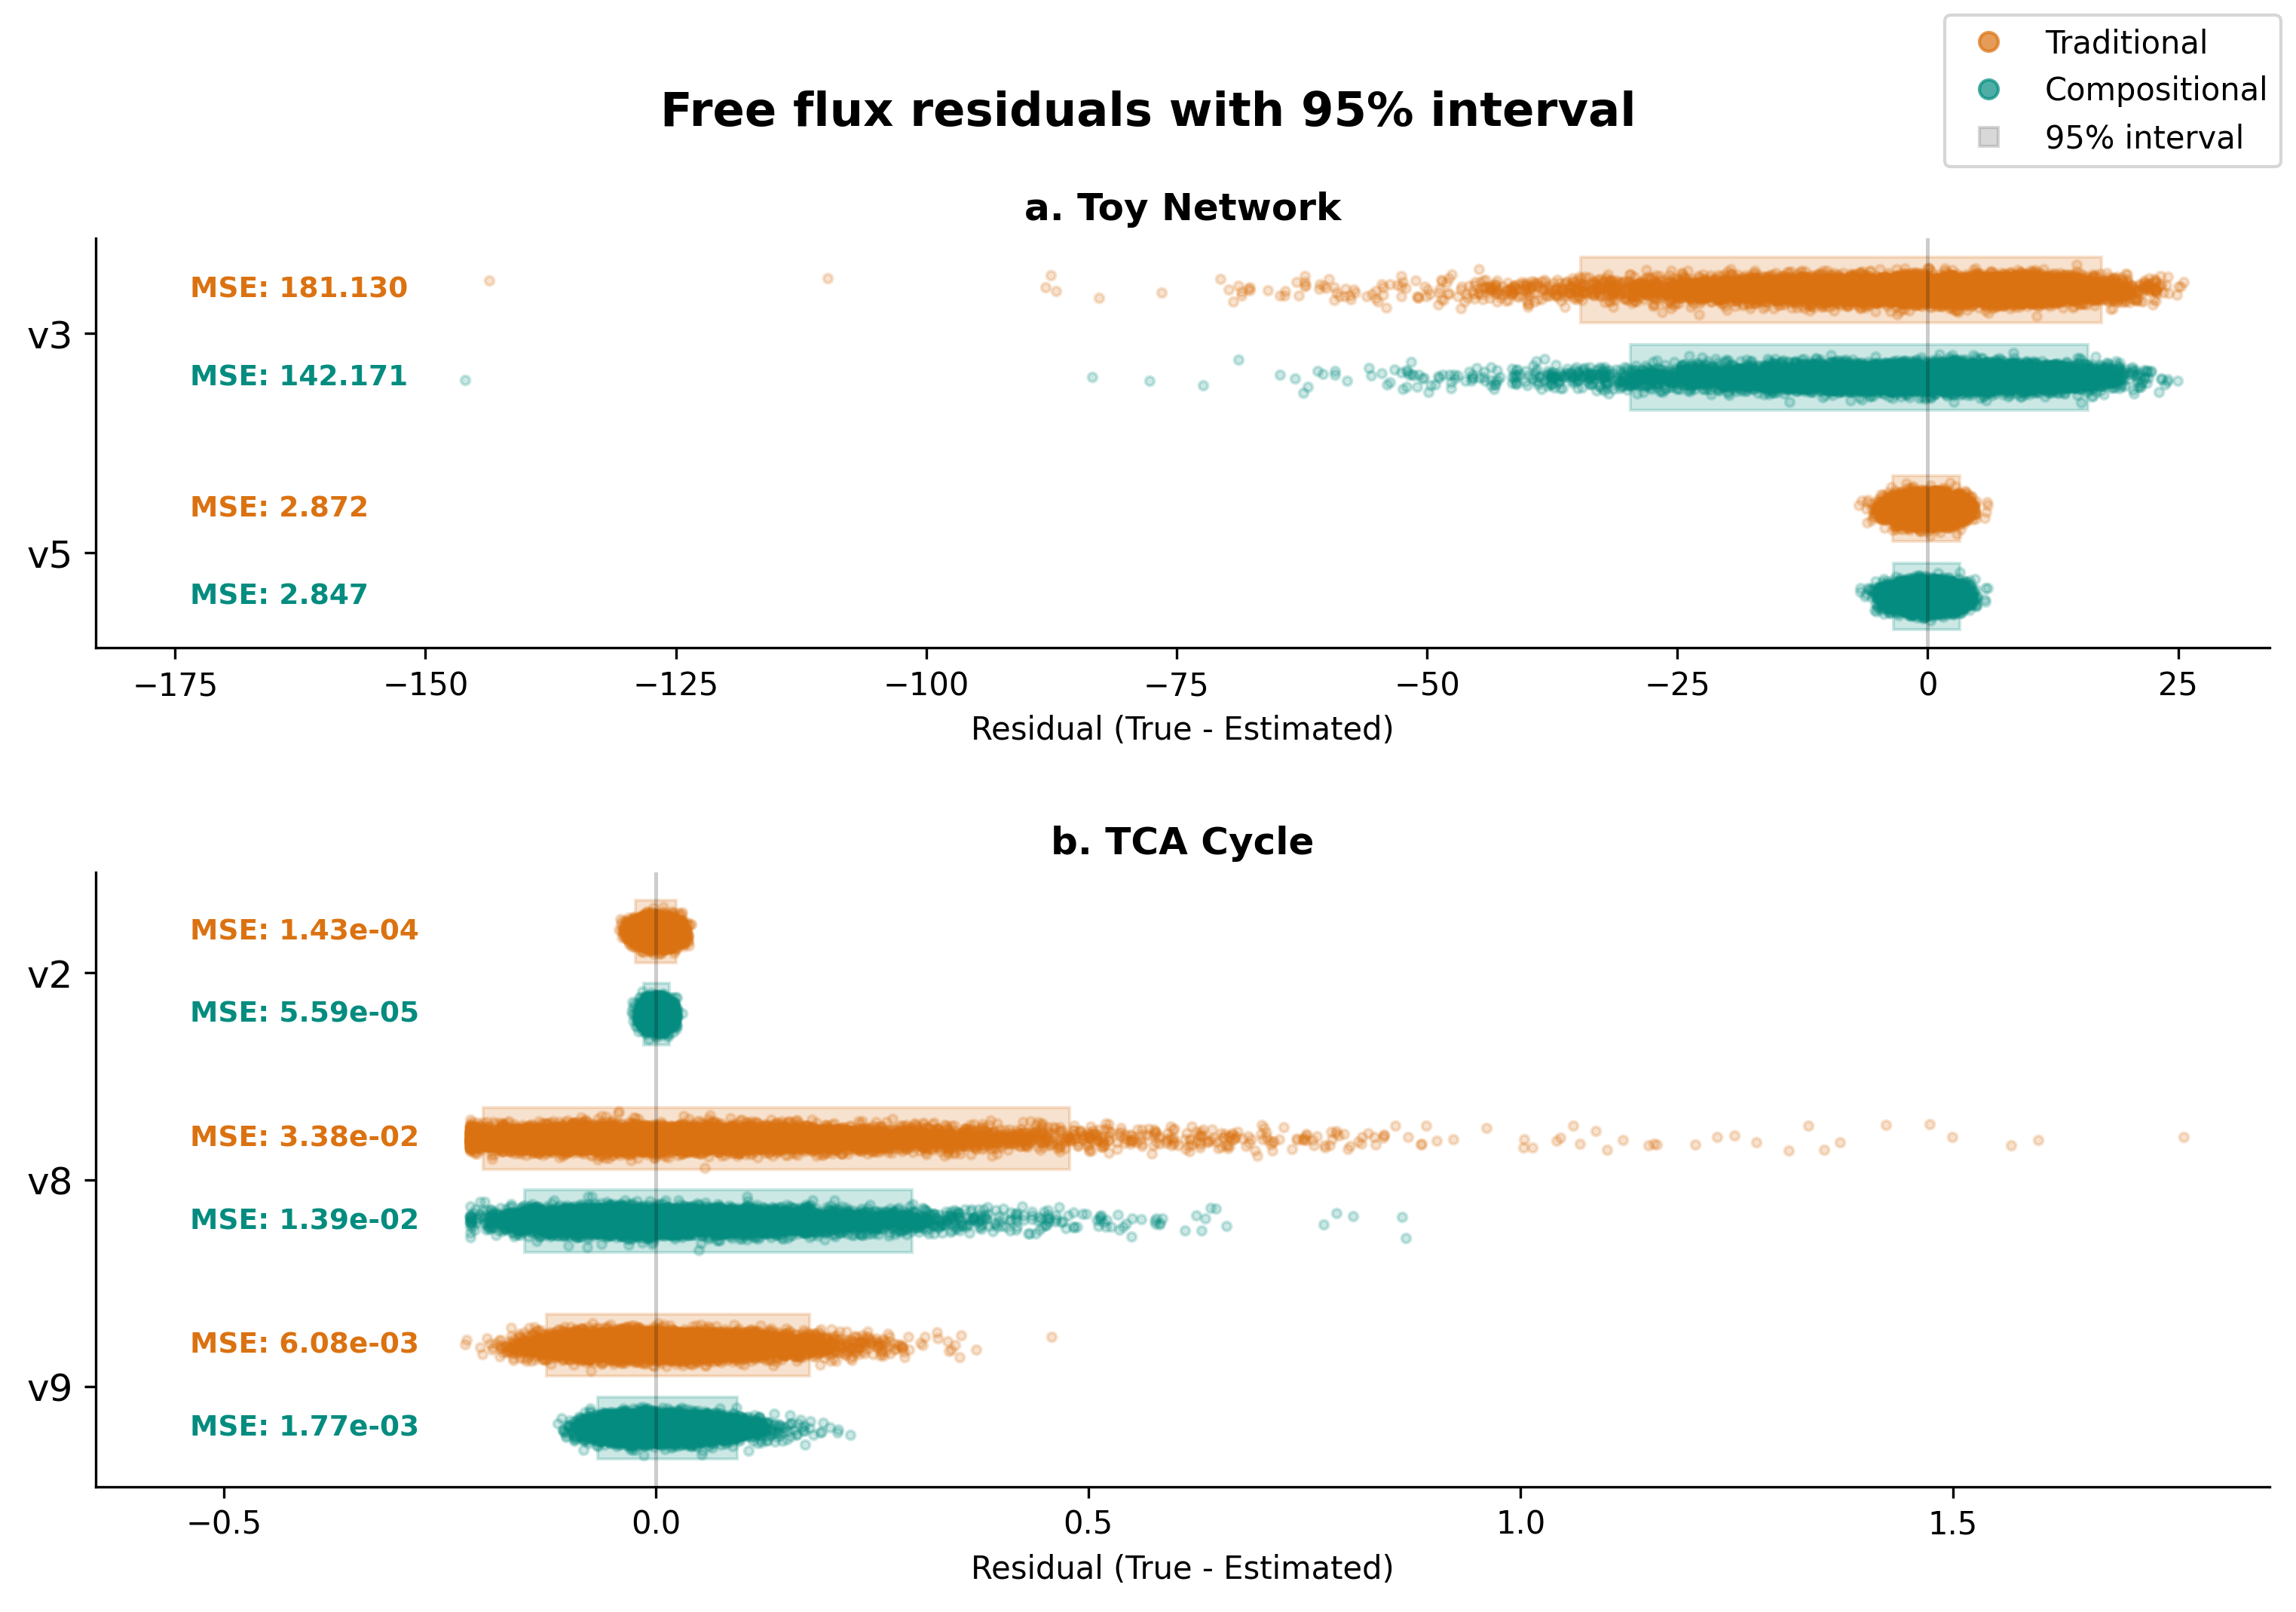 Traditional
Compositional
95% interval
Free flux residuals with 95% interval
a. Toy Network
MSE: 181.130
v3
MSE: 142.171
MSE: 2.872
v5
MSE: 2.847
−175 −150 −125 −100 −75 −50 −25 0 25
Residual (True - Estimated)
b. TCA Cycle
MSE: 1.43e-04
v2
MSE: 5.59e-05
MSE: 3.38e-02
v8
MSE: 1.39e-02
MSE: 6.08e-03
v9
MSE: 1.77e-03
−0.5 0.0 0.5 1.0 1.5
Residual (True - Estimated)